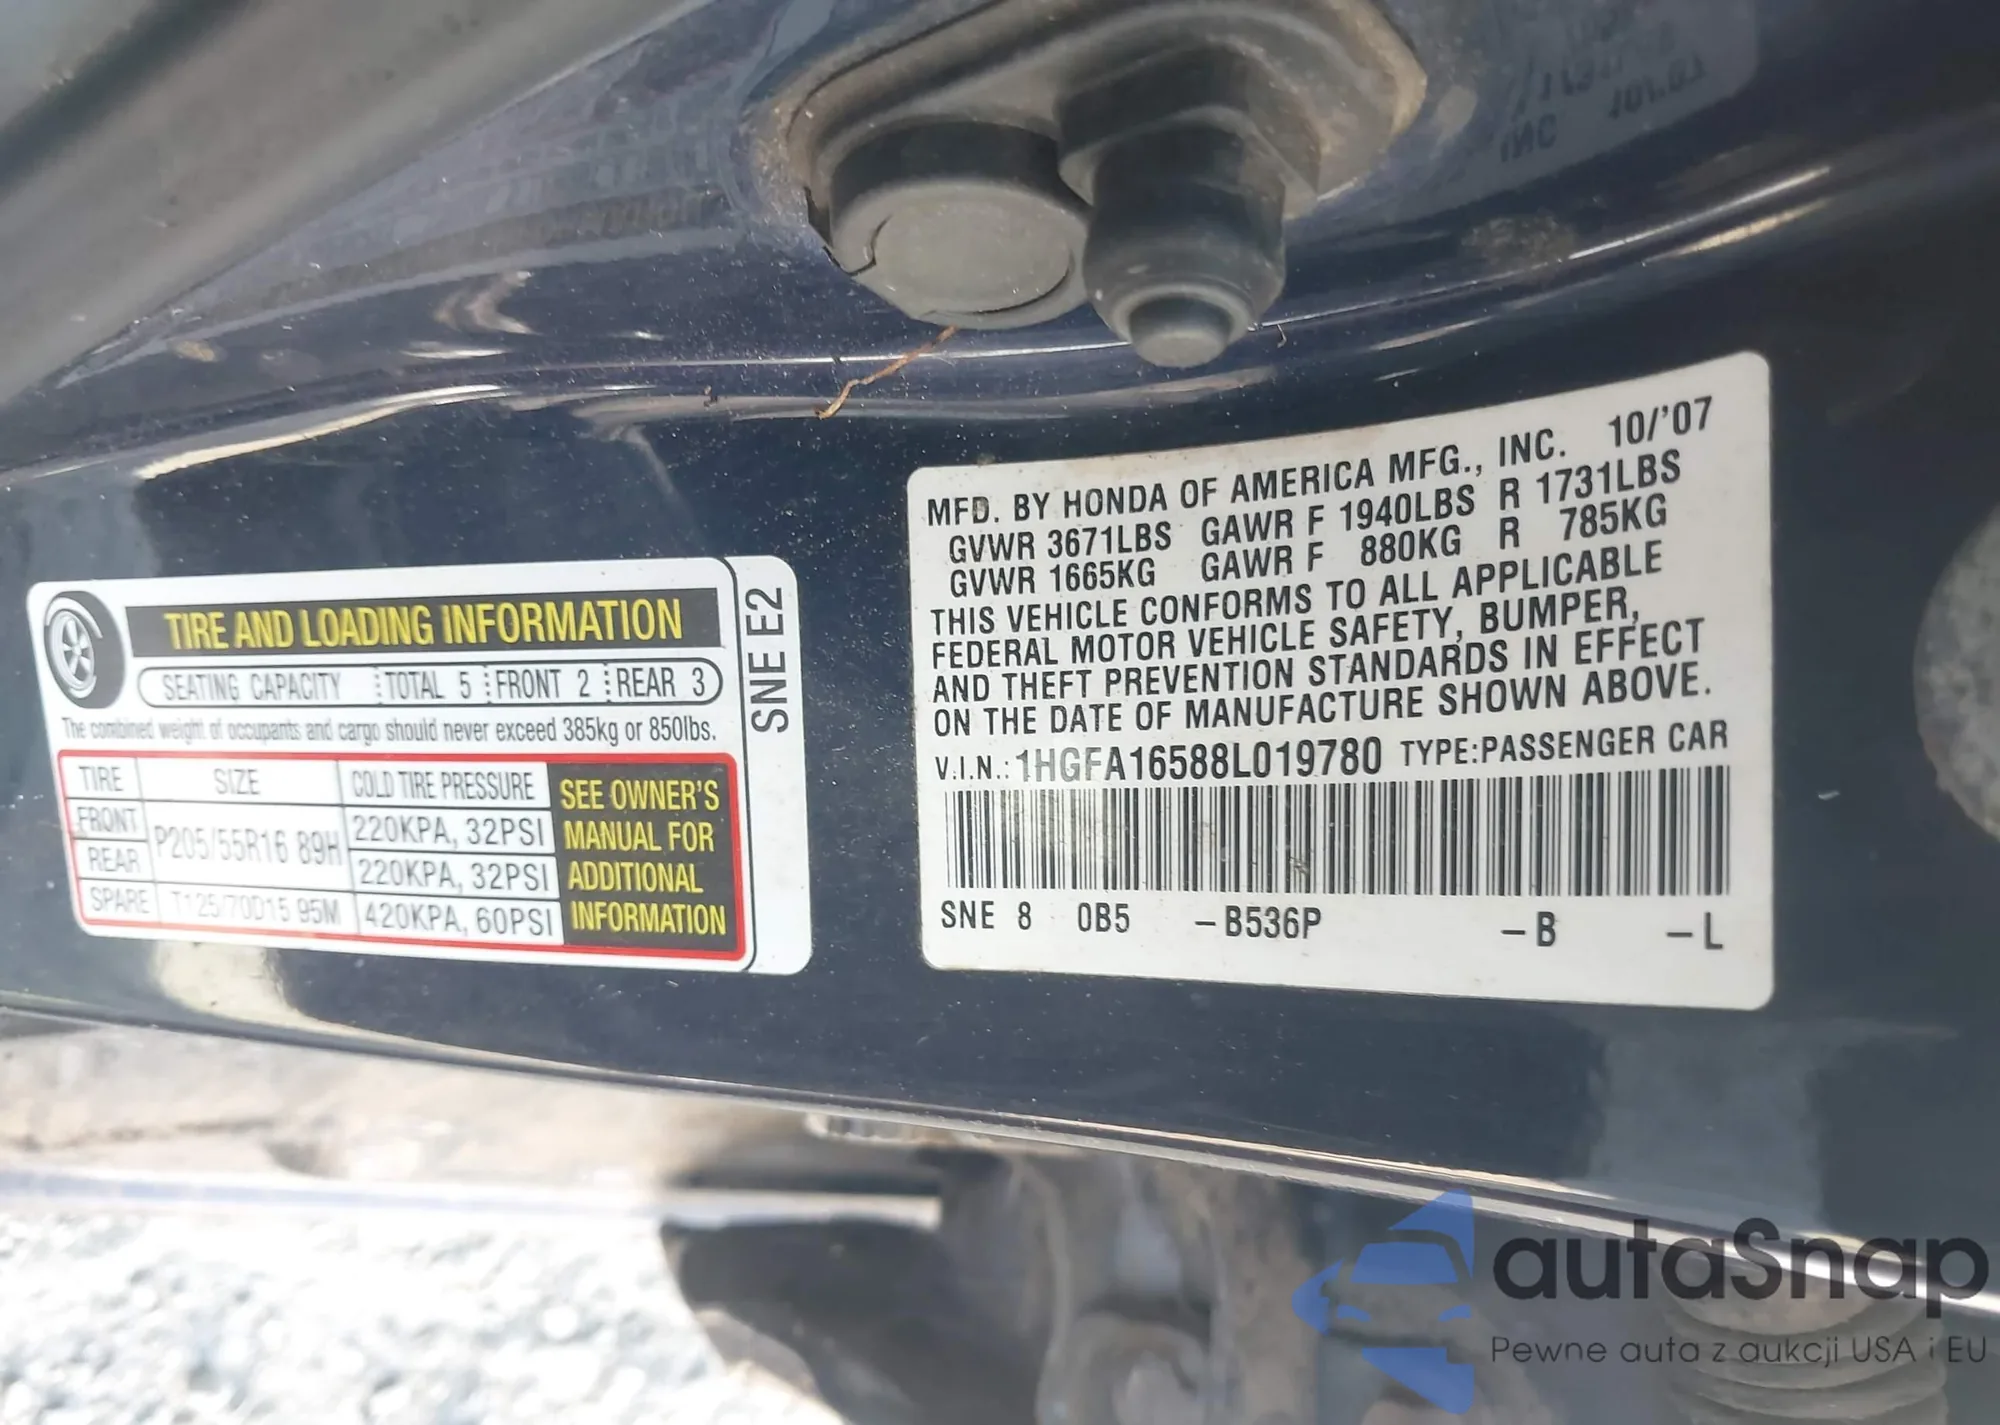 TIRE AND LOADING INFORMATION
SEATING CAPACITY TOTAL 5 FRONT 2 REAR 3
The combined weight of occupants and cargo should never exceed 385kg or 850lbs.
TIRE SIZE COLD TIRE PRESSURE
FRONT P205/55R16 89H 220KPA, 32PSI
REAR 220KPA, 32PSI
SPARE T125/70D15 95M 420KPA, 60PSI
SEE OWNER'S
MANUAL FOR
ADDITIONAL
INFORMATION
SNE E2
MFD. BY HONDA OF AMERICA MFG., INC. 10/'07
GVWR 3671LBS GAWR F 1940LBS R 1731LBS
GVWR 1665KG GAWR F 880KG R 785KG
THIS VEHICLE CONFORMS TO ALL APPLICABLE
FEDERAL MOTOR VEHICLE SAFETY, BUMPER,
AND THEFT PREVENTION STANDARDS IN EFFECT
ON THE DATE OF MANUFACTURE SHOWN ABOVE.
V.I.N.: 1HGFA16588L019780 TYPE:PASSENGER CAR
SNE 8 0B5 -B536P -B -L
autaSnap
Pewne auta z aukcji USA i EU